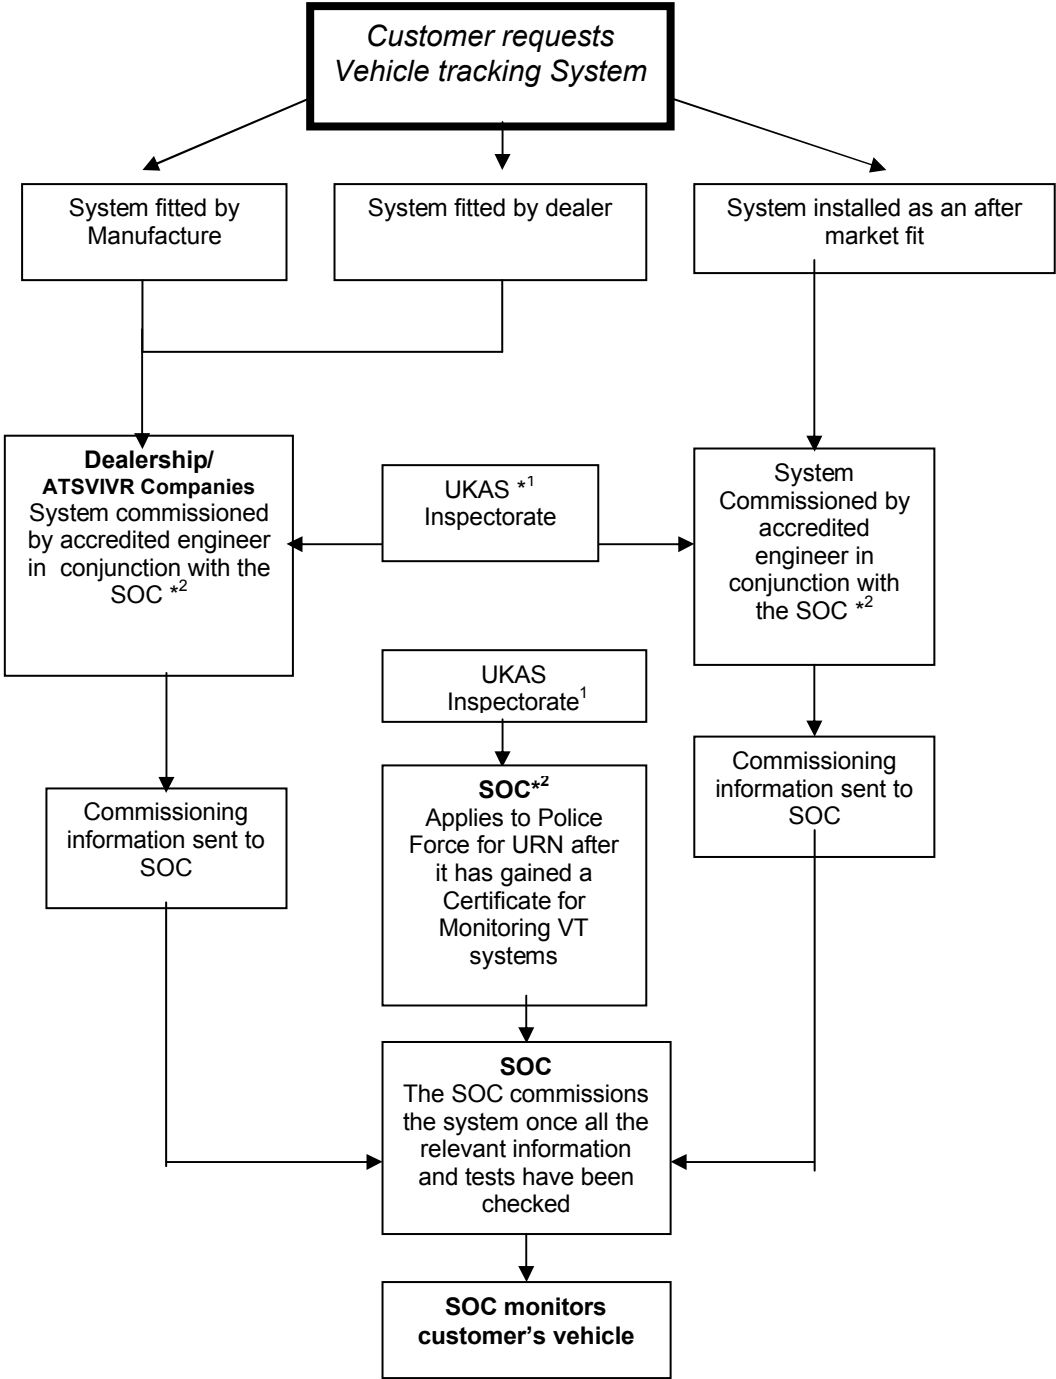 Customer requests
Vehicle tracking System
System fitted by
Manufacture
System fitted by dealer
System installed as an after
market fit
Dealership/
ATSVIVR Companies
System commissioned
by accredited engineer
in conjunction with the
SOC *2
UKAS *1
Inspectorate
System
Commissioned by
accredited
engineer in
conjunction with
the SOC *2
UKAS
Inspectorate1
Commissioning
information sent to
SOC
SOC*2
Applies to Police
Force for URN after
it has gained a
Certificate for
Monitoring VT
systems
Commissioning
information sent to
SOC
SOC
The SOC commissions
the system once all the
relevant information
and tests have been
checked
SOC monitors
customer’s vehicle